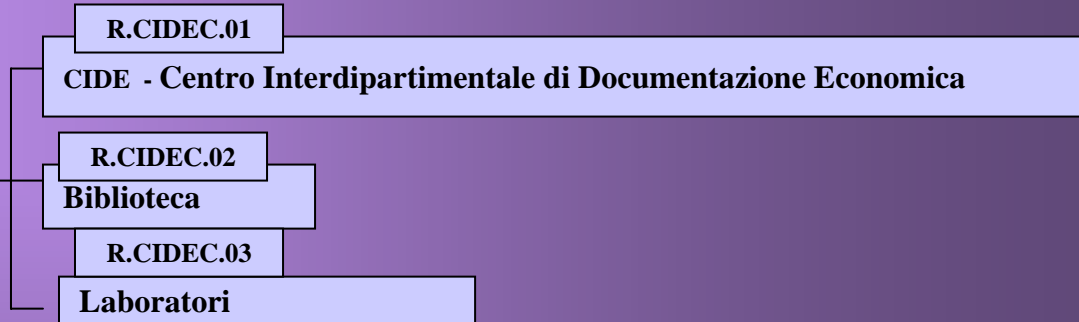 R.CIDEC.01
CIDE - Centro Interdipartimentale di Documentazione Economica
R.CIDEC.02
Biblioteca
R.CIDEC.03
Laboratori